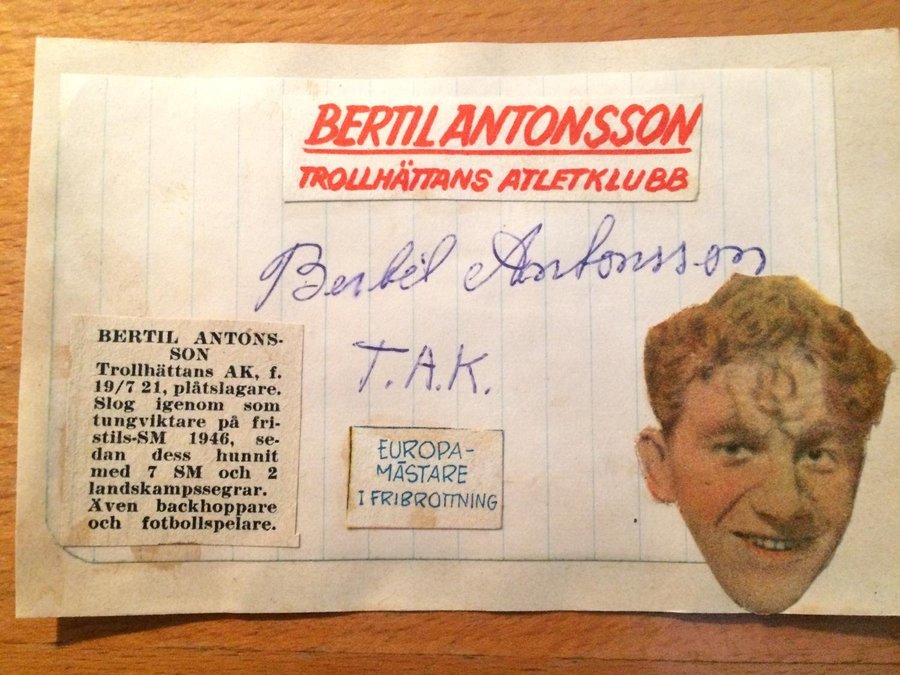 BERTIL ANTONSSON
TROLLHÄTTANS ATLETKLUBB
Bertil Antonsson
T.A.K.
BERTIL ANTONS-
SON
Trollhättans AK, f.
19/7 21, plåtslagare.
Slog igenom som
tungviktare på fri-
stils-SM 1946, se-
dan dess hunnit
med 7 SM och 2
landskampssegrar.
Även backhoppare
och fotbollspelare.
EUROPA-
MÄSTARE
I FRIBROTTNING